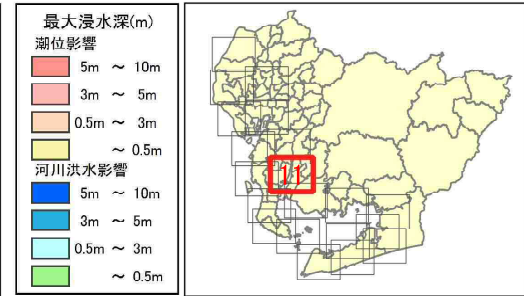 最大浸水深(m)
潮位影響
5m ～ 10m
3m ～ 5m
0.5m ～ 3m
～ 0.5m
河川洪水影響
5m ～ 10m
3m ～ 5m
0.5m ～ 3m
～ 0.5m
11